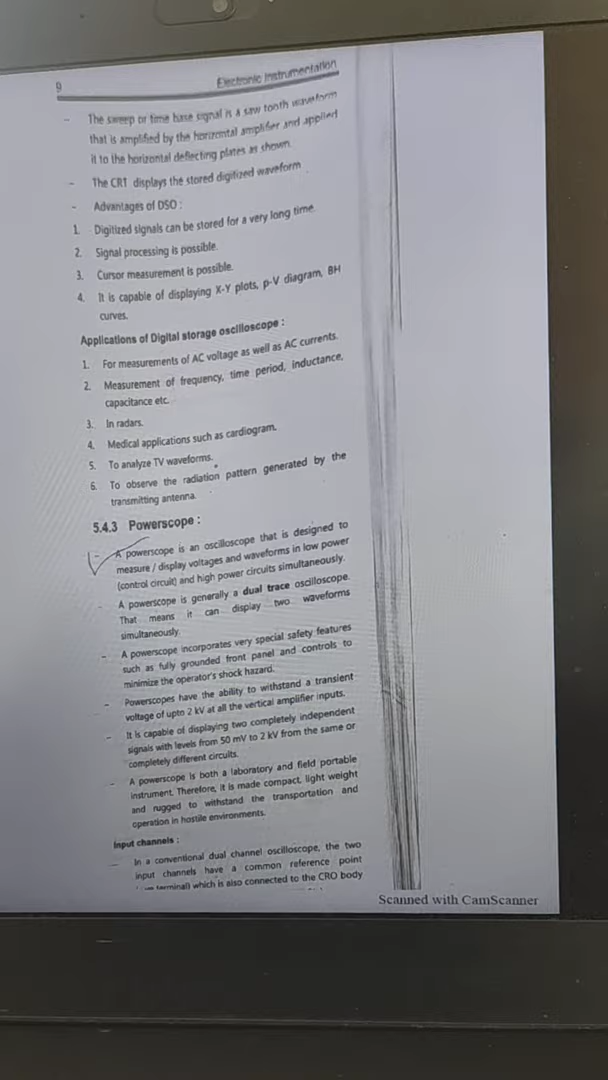 9
Electronic Instrumentation
- The sweep or time base signal is a saw tooth waveform
that is amplified by the horizontal amplifier and applied
it to the horizontal deflecting plates as shown.
- The CRT displays the stored digitized waveform.
- Advantages of DSO :
1. Digitized signals can be stored for a very long time.
2. Signal processing is possible.
3. Cursor measurement is possible.
4. It is capable of displaying X-Y plots, p-V diagram, BH
curves.
Applications of Digital storage oscilloscope :
1. For measurements of AC voltage as well as AC currents.
2. Measurement of frequency, time period, inductance,
capacitance etc.
3. In radars.
4. Medical applications such as cardiogram.
5. To analyze TV waveforms.
6. To observe the radiation pattern generated by the
transmitting antenna.
5.4.3 Powerscope :
- A powerscope is an oscilloscope that is designed to
measure / display voltages and waveforms in low power
(control circuit) and high power circuits simultaneously.
- A powerscope is generally a dual trace oscilloscope.
That means it can display two waveforms
simultaneously.
- A powerscope incorporates very special safety features
such as fully grounded front panel and controls to
minimize the operator's shock hazard.
- Powerscopes have the ability to withstand a transient
voltage of upto 2 kV at all the vertical amplifier inputs.
- It is capable of displaying two completely independent
signals with levels from 50 mV to 2 kV from the same or
completely different circuits.
- A powerscope is both a laboratory and field portable
instrument. Therefore, it is made compact, light weight
and rugged to withstand the transportation and
operation in hostile environments.
Input channels :
- In a conventional dual channel oscilloscope, the two
input channels have a common reference point
terminal) which is also connected to the CRO body
Scanned with CamScanner